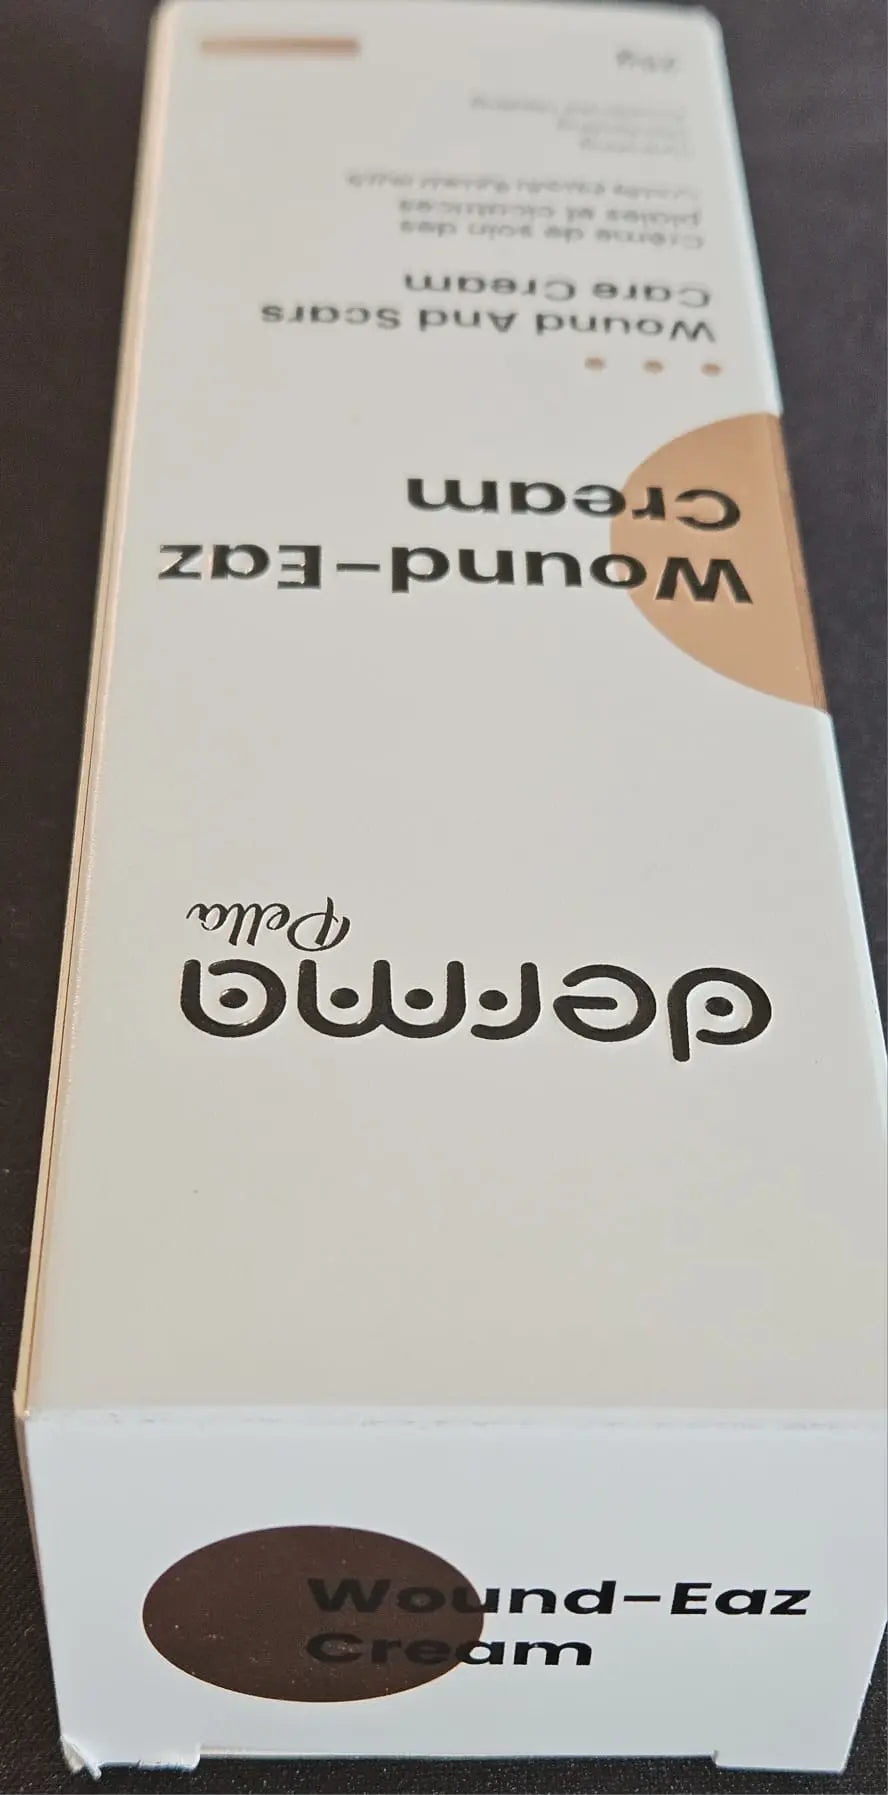 derma
Pella
Wound-Eaz
Cream
Wound And Scars
Care Cream
Crème de soin des
plaies et cicatrices
Wound-Eaz
Cream